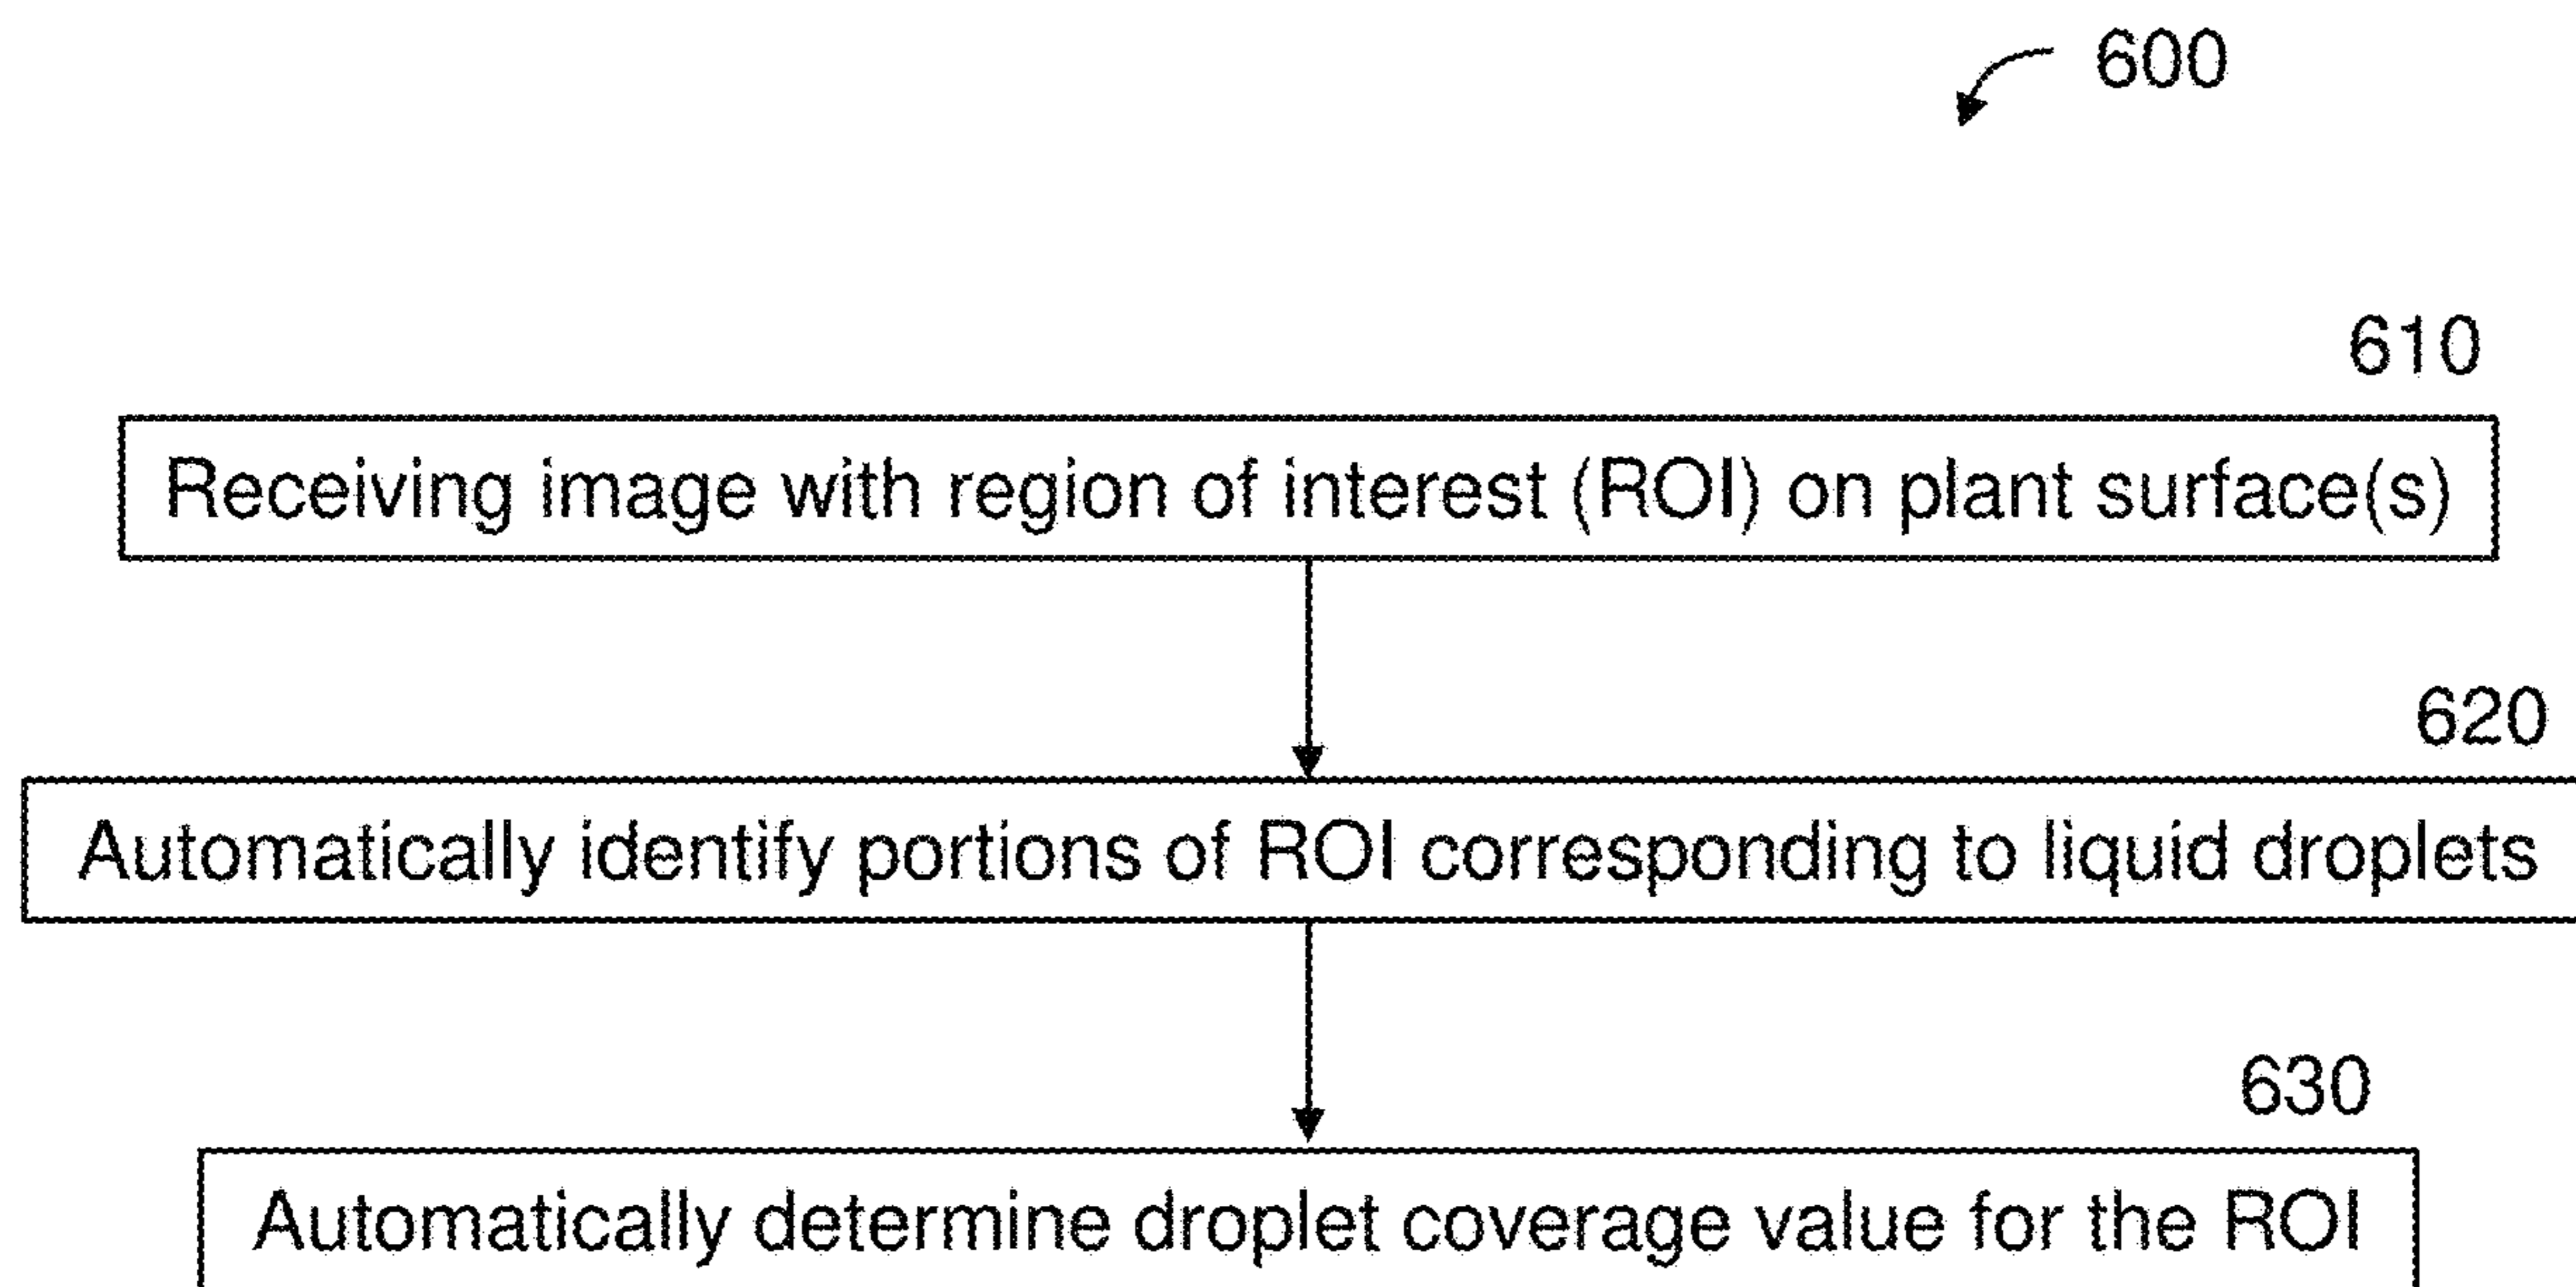 600
610
Receiving image with region of interest (ROI) on plant surface(s)
620
Automatically identify portions of ROI corresponding to liquid droplets
630
Automatically determine droplet coverage value for the ROI